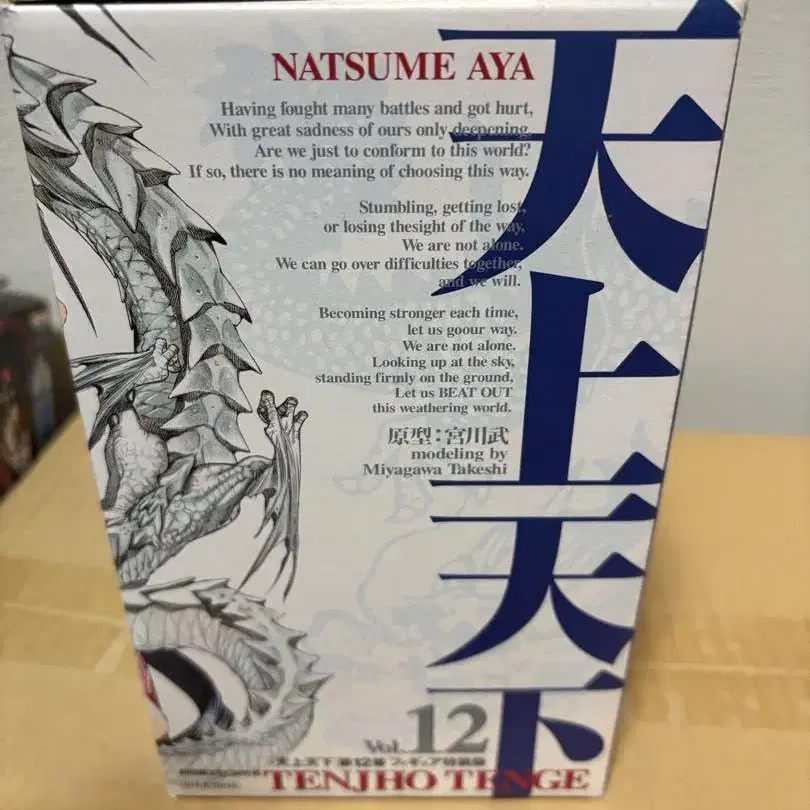 NATSUME AYA
Having fought many battles and got hurt,
With great sadness of ours only deepening,
Are we just to conform to this world?
If so, there is no meaning of choosing this way.
Stumbling, getting lost,
or losing thesight of the way,
We are not alone.
We can go over difficulties together,
and we will.
Becoming stronger each time,
let us goour way.
We are not alone.
Looking up at the sky,
standing firmly on the ground,
Let us BEAT OUT
this weathering world.
原型:宮川武
modeling by
Miyagawa Takeshi
天上天下
Vol.12
天上天下 第12巻 フィギュア特装版
TENJHO TENGE